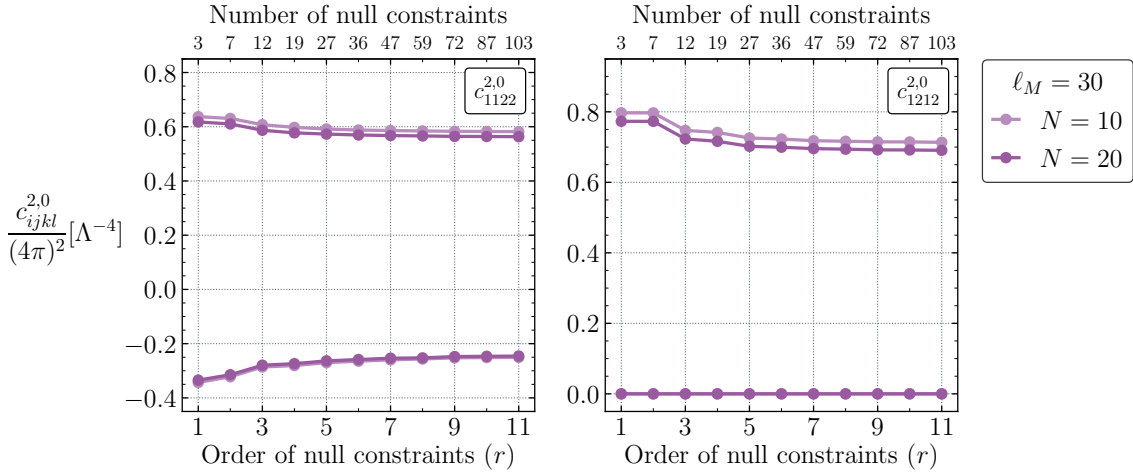 Number of null constraints
3 7 12 19 27 36 47 59 72 87 103
c^{2,0}_{1122}
0.8
0.6
0.4
0.2
0.0
−0.2
−0.4
1 3 5 7 9 11
Order of null constraints (r)
c^{2,0}_{ijkl}
(4π)^2 [Λ^{−4}]
Number of null constraints
3 7 12 19 27 36 47 59 72 87 103
c^{2,0}_{1212}
0.8
0.6
0.4
0.2
0.0
1 3 5 7 9 11
Order of null constraints (r)
ℓ_M = 30
N = 10
N = 20